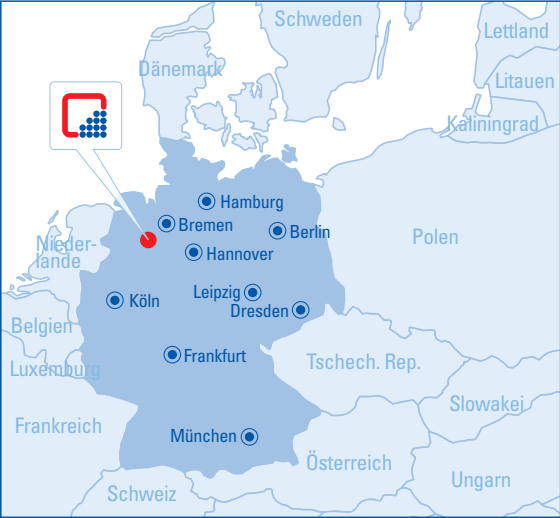 Schweden
Lettland
Dänemark
Litauen
Kaliningrad
Hamburg
Bremen
Berlin
Polen
Nieder-
lande
Hannover
Köln
Leipzig
Dresden
Belgien
Frankfurt
Tschech. Rep.
Luxemburg
Slowakei
Frankreich
München
Österreich
Ungarn
Schweiz